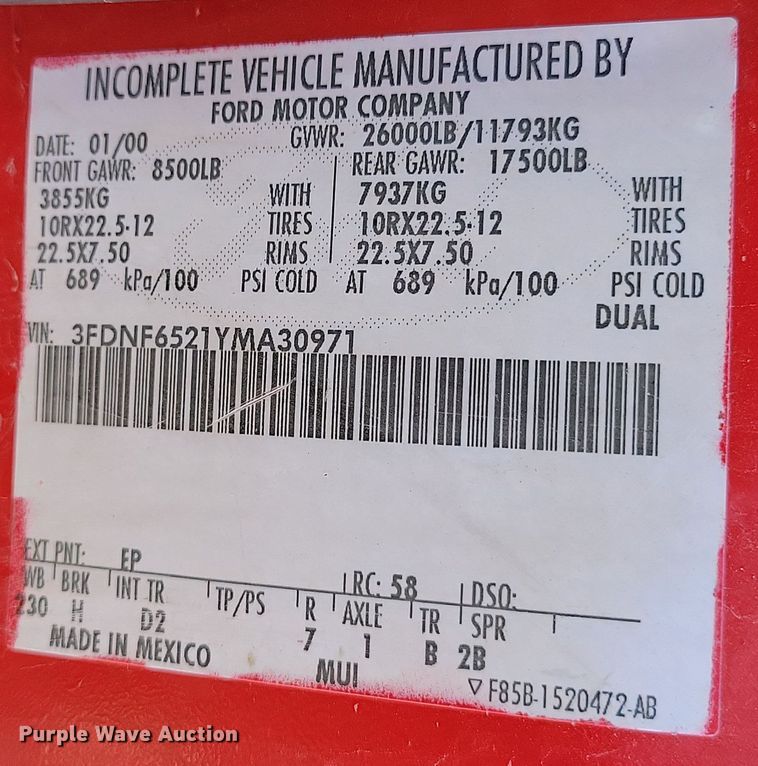 INCOMPLETE VEHICLE MANUFACTURED BY
FORD MOTOR COMPANY
DATE: 01/00 GVWR: 26000LB/11793KG
FRONT GAWR: 8500LB REAR GAWR: 17500LB
3855KG WITH 7937KG WITH
10RX22.5-12 TIRES 10RX22.5-12 TIRES
22.5X7.50 RIMS 22.5X7.50 RIMS
AT 689 kPa/100 PSI COLD AT 689 kPa/100 PSI COLD
DUAL
VIN: 3FDNF6521YMA30971
EXT PNT: EP RC: 58 DSO:
WB BRK INT TR TP/PS R AXLE TR SPR
230 H D2 7 1 B 2B
MADE IN MEXICO MUI ▽F85B-1520472-AB
Purple Wave Auction